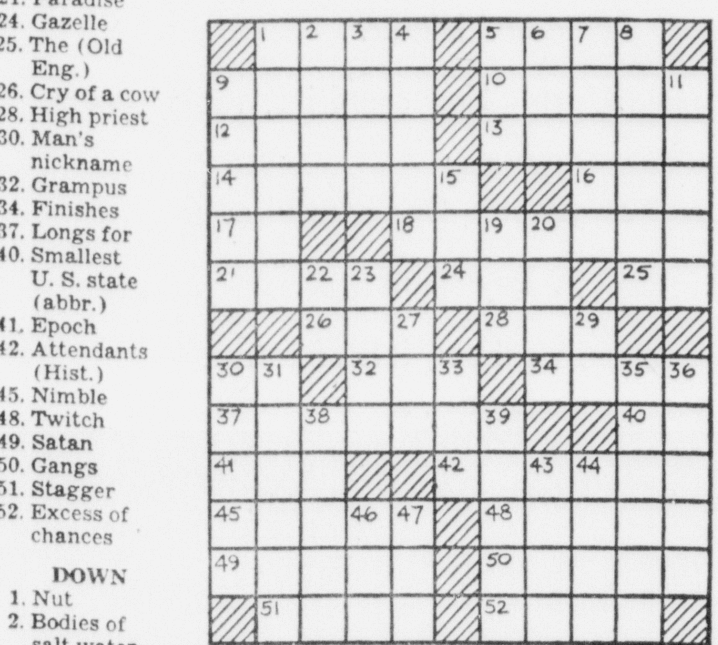 24. Gazelle
25. The (Old
Eng.)
26. Cry of a cow
28. High priest
30. Man's
nickname
32. Grampus
34. Finishes
37. Longs for
40. Smallest
U. S. state
(abbr.)
41. Epoch
42. Attendants
(Hist.)
45. Nimble
48. Twitch
49. Satan
50. Gangs
51. Stagger
52. Excess of
chances
DOWN
1. Nut
2. Bodies of
salt water
1 2 3 4 5 6 7 8
9 10 11
12 13
14 15 16
17 18 19 20
21 22 23 24 25
26 27 28 29
30 31 32 33 34 35 36
37 38 39 40
41 42 43 44
45 46 47 48
49 50
51 52